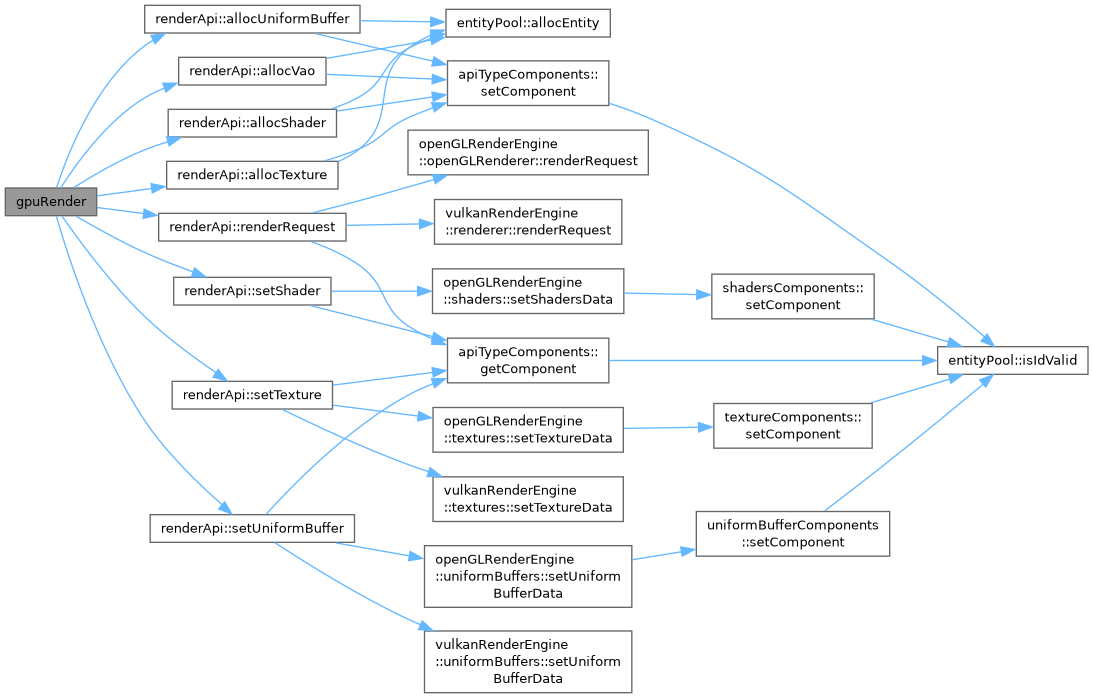 gpuRender
renderApi::allocUniformBuffer
renderApi::allocVao
renderApi::allocShader
renderApi::allocTexture
renderApi::renderRequest
renderApi::setShader
renderApi::setTexture
renderApi::setUniformBuffer
entityPool::allocEntity
apiTypeComponents::
setComponent
openGLRenderEngine
::openGLRenderer::renderRequest
vulkanRenderEngine
::renderer::renderRequest
openGLRenderEngine
::shaders::setShadersData
apiTypeComponents::
getComponent
openGLRenderEngine
::textures::setTextureData
vulkanRenderEngine
::textures::setTextureData
openGLRenderEngine
::uniformBuffers::setUniform
BufferData
vulkanRenderEngine
::uniformBuffers::setUniform
BufferData
shadersComponents::
setComponent
textureComponents::
setComponent
uniformBufferComponents
::setComponent
entityPool::isIdValid